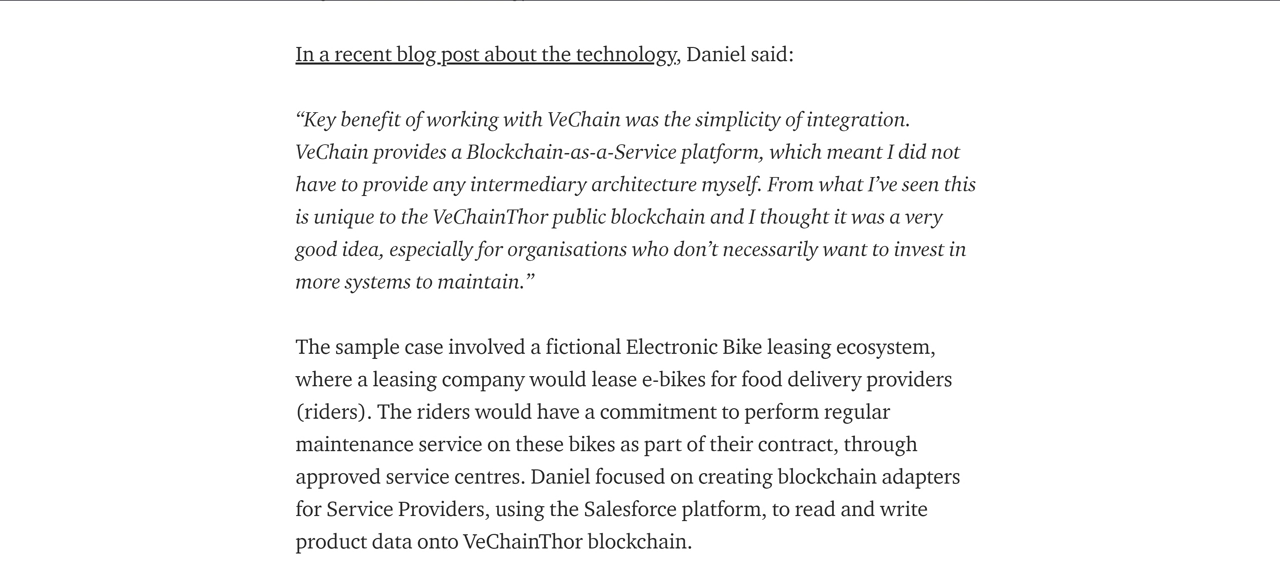 In a recent blog post about the technology, Daniel said:
“Key benefit of working with VeChain was the simplicity of integration.
VeChain provides a Blockchain-as-a-Service platform, which meant I did not
have to provide any intermediary architecture myself. From what I’ve seen this
is unique to the VeChainThor public blockchain and I thought it was a very
good idea, especially for organisations who don’t necessarily want to invest in
more systems to maintain.”
The sample case involved a fictional Electronic Bike leasing ecosystem,
where a leasing company would lease e-bikes for food delivery providers
(riders). The riders would have a commitment to perform regular
maintenance service on these bikes as part of their contract, through
approved service centres. Daniel focused on creating blockchain adapters
for Service Providers, using the Salesforce platform, to read and write
product data onto VeChainThor blockchain.